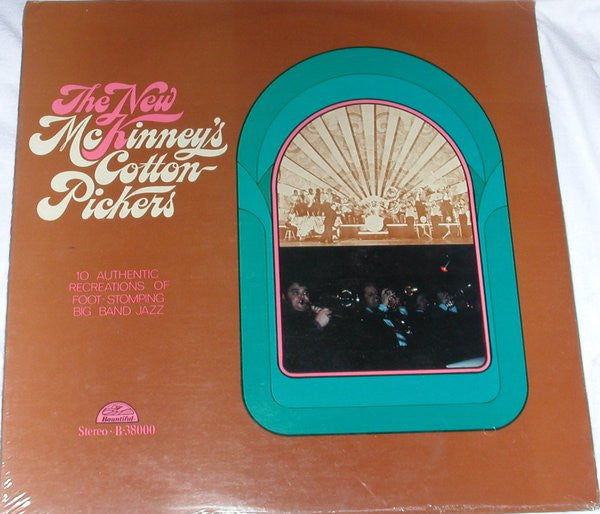 The New
McKinney's
Cotton-
Pickers
10 AUTHENTIC
RECREATIONS OF
FOOT-STOMPING
BIG BAND JAZZ
Bountiful
Stereo • B-38000